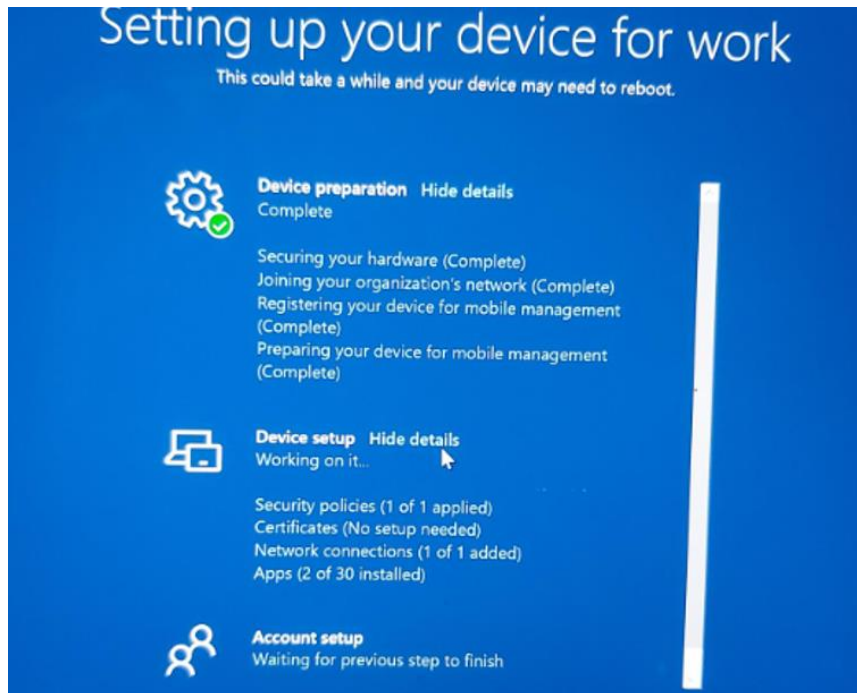 Setting up your device for work
This could take a while and your device may need to reboot.
Device preparation Hide details
Complete
Securing your hardware (Complete)
Joining your organization's network (Complete)
Registering your device for mobile management
(Complete)
Preparing your device for mobile management
(Complete)
Device setup Hide details
Working on it...
Security policies (1 of 1 applied)
Certificates (No setup needed)
Network connections (1 of 1 added)
Apps (2 of 30 installed)
Account setup
Waiting for previous step to finish